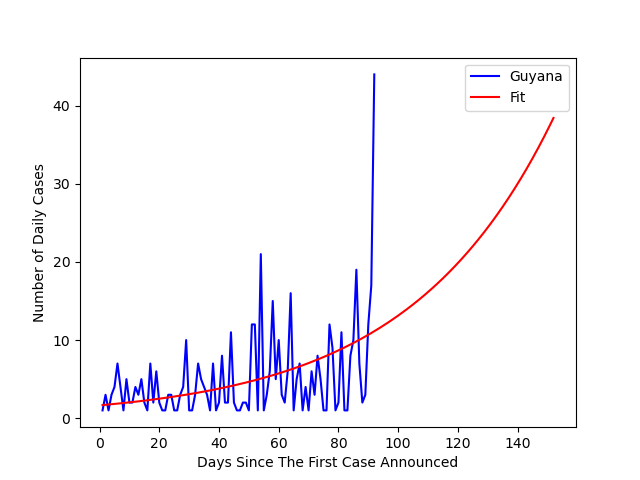 Guyana
Fit
40
30
20
10
0
Number of Daily Cases
0 20 40 60 80 100 120 140
Days Since The First Case Announced